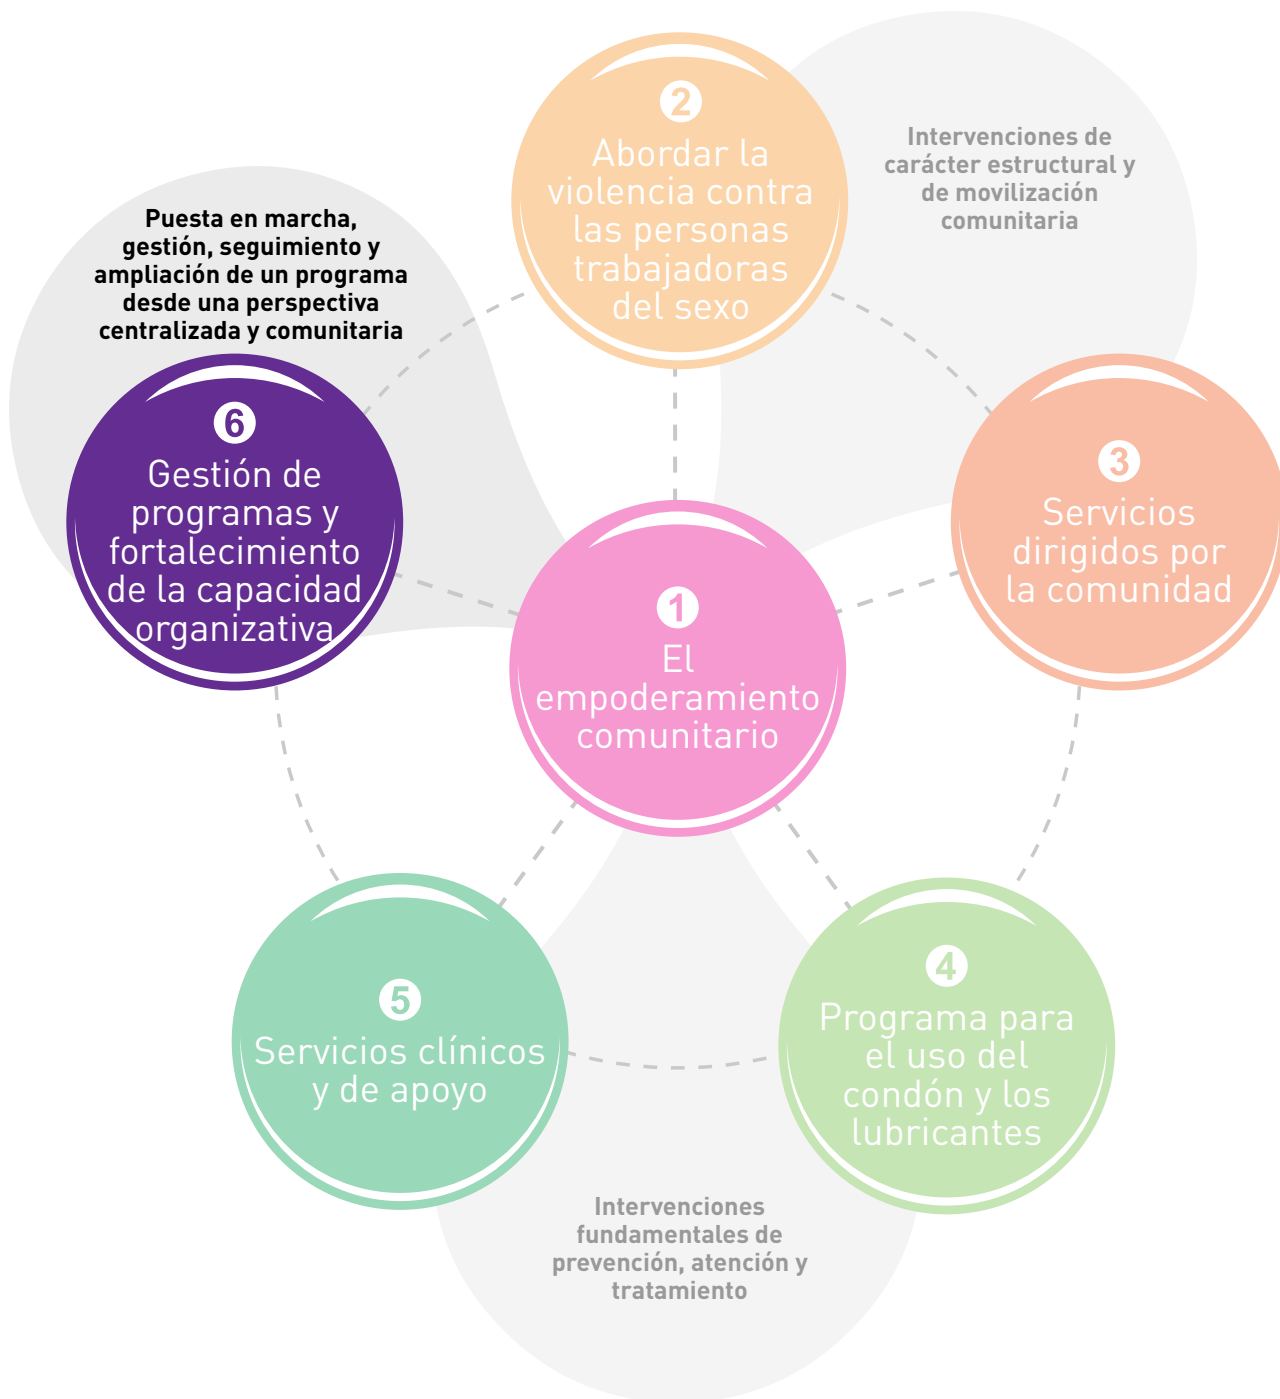 2
Abordar la
violencia contra
las personas
trabajadoras
del sexo
Intervenciones de
carácter estructural y
de movilización
comunitaria
Puesta en marcha,
gestión, seguimiento y
ampliación de un programa
desde una perspectiva
centralizada y comunitaria
6
Gestión de
programas y
fortalecimiento
de la capacidad
organizativa
3
Servicios
dirigidos por
la comunidad
1
El
empoderamiento
comunitario
5
Servicios clínicos
y de apoyo
4
Programa para
el uso del
condón y los
lubricantes
Intervenciones
fundamentales de
prevención, atención y
tratamiento